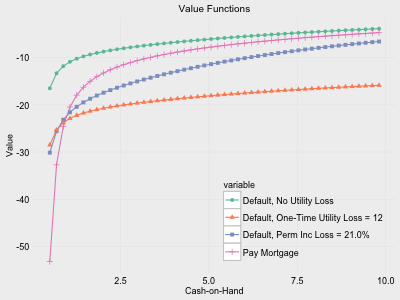 Value Functions
Value
-10
-20
-30
-40
-50
variable
Default, No Utility Loss
Default, One-Time Utility Loss = 12
Default, Perm Inc Loss = 21.0%
Pay Mortgage
2.5 5.0 7.5 10.0
Cash-on-Hand